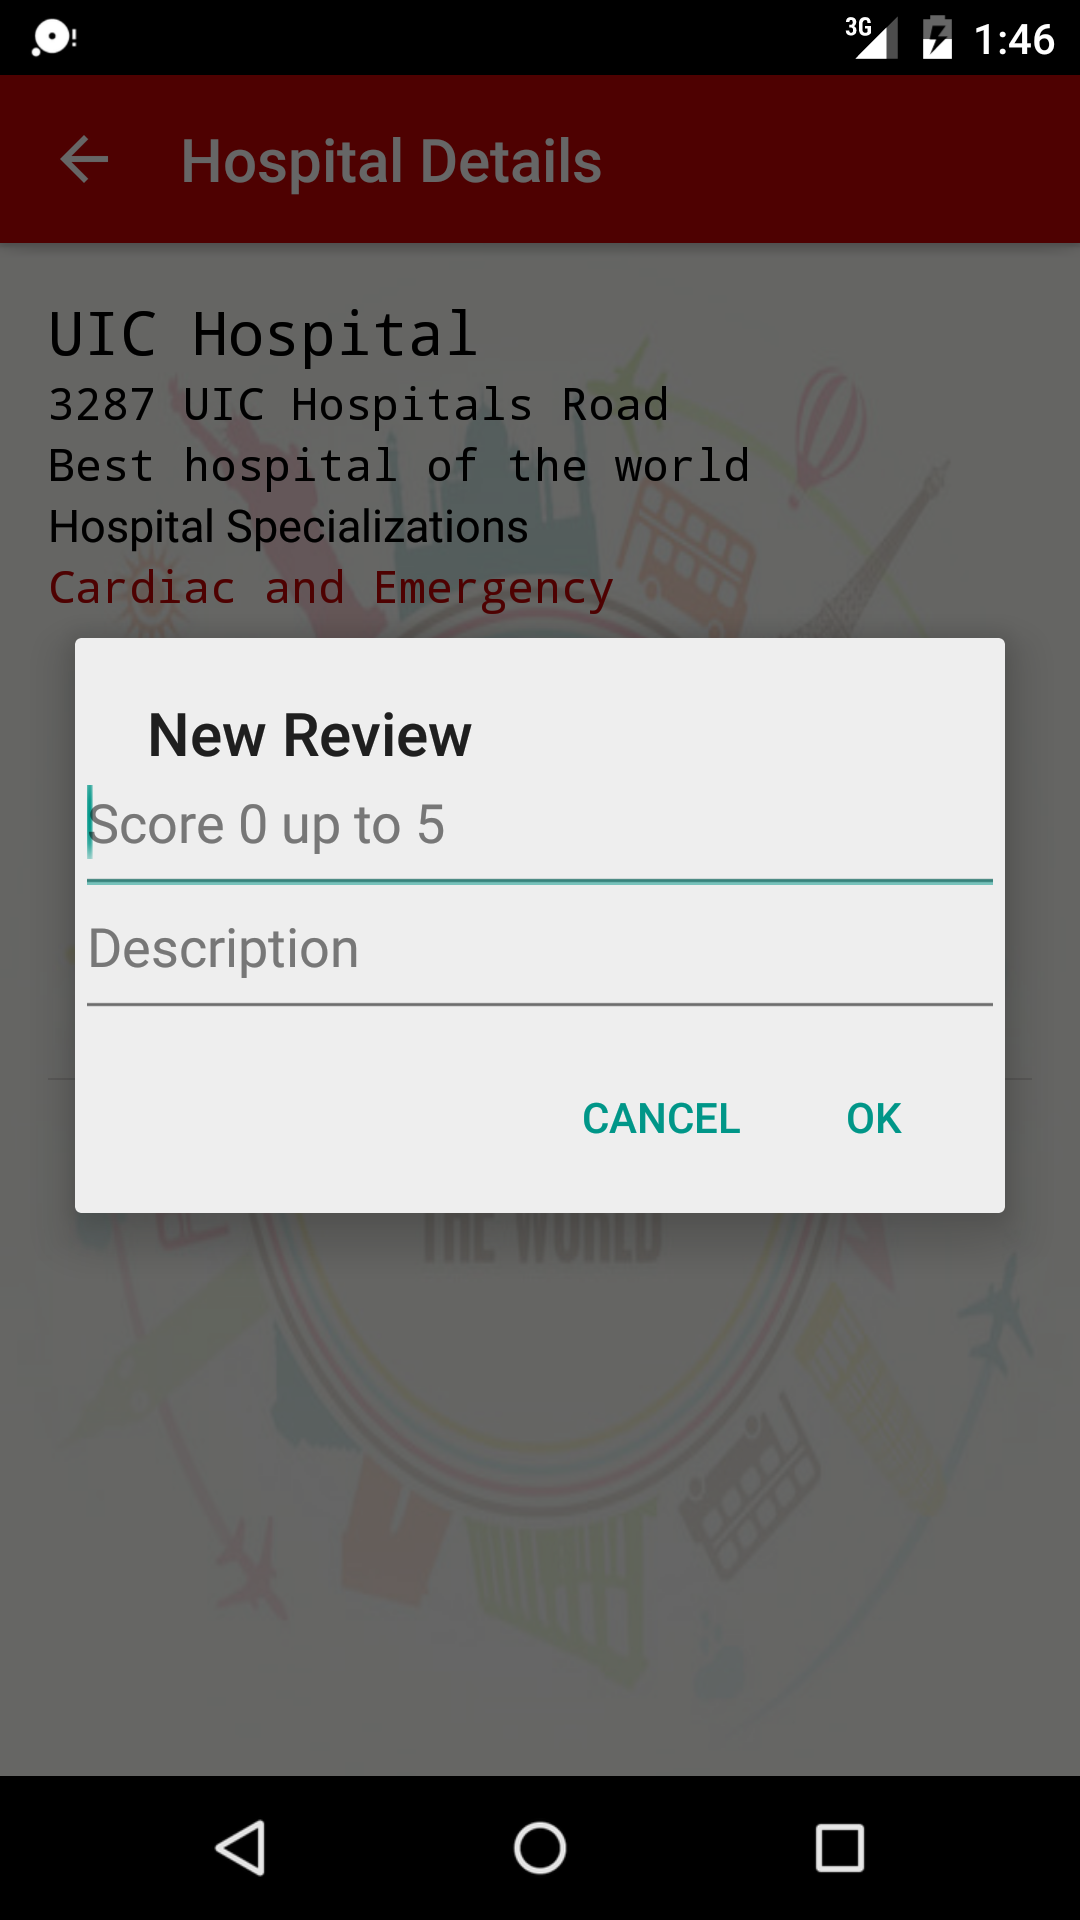 3G 1:46
Hospital Details
UIC Hospital
3287 UIC Hospitals Road
Best hospital of the world
Hospital Specializations
Cardiac and Emergency
New Review
Score 0 up to 5
Description
CANCEL OK
THE WORLD